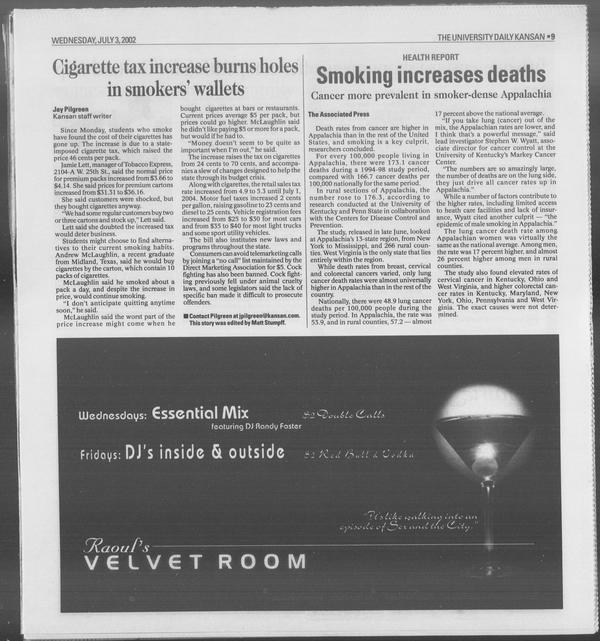 WEDNESDAY, JULY 3, 2002
THE UNIVERSITY DAILY KANSAN • 9
Cigarette tax increase burns holes
in smokers' wallets
Jay Pilgreen
Kansan staff writer
Since Monday, students who smoke
have found the cost of their cigarettes has
gone up. The increase is due to a state-
imposed cigarette tax, which raised the
price 46 cents per pack.
Jamie Lett, manager of Tobacco Express,
2104-A W. 25th St., said the normal price
for premium packs increased from $3.66 to
$4.14. She said prices for premium cartons
increased from $31.31 to $36.16.
She said customers were shocked, but
they bought cigarettes anyway.
"We had some regular customers buy two
or three cartons and stock up," Lett said.
Lett said she doubted the increased tax
would deter business.
Students might choose to find alterna-
tives to their current smoking habits.
Andrew McLaughlin, a recent graduate
from Midland, Texas, said he would buy
cigarettes by the carton, which contain 10
packs of cigarettes.
McLaughlin said he smoked about a
pack a day, and despite the increase in
price, would continue smoking.
"I don't anticipate quitting anytime
soon," he said.
McLaughlin said the worst part of the
price increase might come when he
bought cigarettes at bars or restaurants.
Current prices average $5 per pack, but
prices could go higher. McLaughlin said
he didn't like paying $5 or more for a pack,
but would if he had to.
"Money doesn't seem to be quite as
important when I'm out," he said.
The increase raises the tax on cigarettes
from 24 cents to 70 cents, and accompa-
nies a slew of changes designed to help the
state through its budget crisis.
Along with cigarettes, the retail sales tax
rate increased from 4.9 to 5.3 until July 1,
2004. Motor fuel taxes increased 2 cents
per gallon, raising gasoline to 23 cents and
diesel to 25 cents. Vehicle registration fees
increased from $25 to $30 for most cars
and from $35 to $40 for most light trucks
and some sport utility vehicles.
The bill also institutes new laws and
programs throughout the state.
Consumers can avoid telemarketing calls
by joining a "no call" list maintained by the
Direct Marketing Association for $5. Cock
fighting has also been banned. Cock fight-
ing previously fell under animal cruelty
laws, and some legislators said the lack of
specific ban made it difficult to prosecute
offenders.
■ Contact Pilgreen at jpilgreen@kansan.com.
This story was edited by Matt Stumpff.
HEALTH REPORT
Smoking increases deaths
Cancer more prevalent in smoker-dense Appalachia
The Associated Press
Death rates from cancer are higher in
Appalachia than in the rest of the United
States, and smoking is a key culprit,
researchers concluded.
For every 100,000 people living in
Appalachia, there were 173.1 cancer
deaths during a 1994-98 study period,
compared with 166.7 cancer deaths per
100,000 nationally for the same period.
In rural sections of Appalachia, the
number rose to 176.3, according to
research conducted at the University of
Kentucky and Penn State in collaboration
with the Centers for Disease Control and
Prevention.
The study, released in late June, looked
at Appalachia's 13-state region, from New
York to Mississippi, and 266 rural coun-
ties. West Virginia is the only state that lies
entirely within the region.
While death rates from breast, cervical
and colorectal cancers varied, only lung
cancer death rates were almost universally
higher in Appalachia than in the rest of the
country.
Nationally, there were 48.9 lung cancer
deaths per 100,000 people during the
study period. In Appalachia, the rate was
53.9, and in rural counties, 57.2 — almost
17 percent above the national average.
"If you take lung (cancer) out of the
mix, the Appalachian rates are lower, and
I think that's a powerful message," said
lead investigator Stephen W. Wyatt, asso-
ciate director for cancer control at the
University of Kentucky's Markey Cancer
Center.
"The numbers are so amazingly large,
the number of deaths are on the lung side,
they just drive all cancer rates up in
Appalachia."
While a number of factors contribute to
the higher rates, including limited access
to heath care facilities and lack of insur-
ance, Wyatt cited another culprit — "the
epidemic of male smoking in Appalachia."
The lung cancer death rate among
Appalachian women was virtually the
same as the national average. Among men,
the rate was 17 percent higher, and almost
26 percent higher among men in rural
counties.
The study also found elevated rates of
cervical cancer in Kentucky, Ohio and
West Virginia, and higher colorectal can-
cer rates in Kentucky, Maryland, New
York, Ohio, Pennsylvania and West Vir-
ginia. The exact causes were not deter-
mined.
Wednesdays: Essential Mix
$2 Double Calls
featuring DJ Randy Foster
Fridays: DJ's inside & outside
$2 Red Bull & Vodka
"It's like walking into an
episode of Sex and the City."
Raoul's
VELVET ROOM